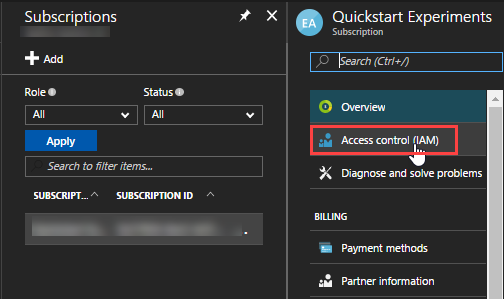 Subscriptions
Add
Role
Status
All
All
Apply
Search to filter items...
SUBSCRIPT...
SUBSCRIPTION ID
EA
Quickstart Experiments
Subscription
Search (Ctrl+/)
Overview
Access control (IAM)
Diagnose and solve problems
BILLING
Payment methods
Partner information